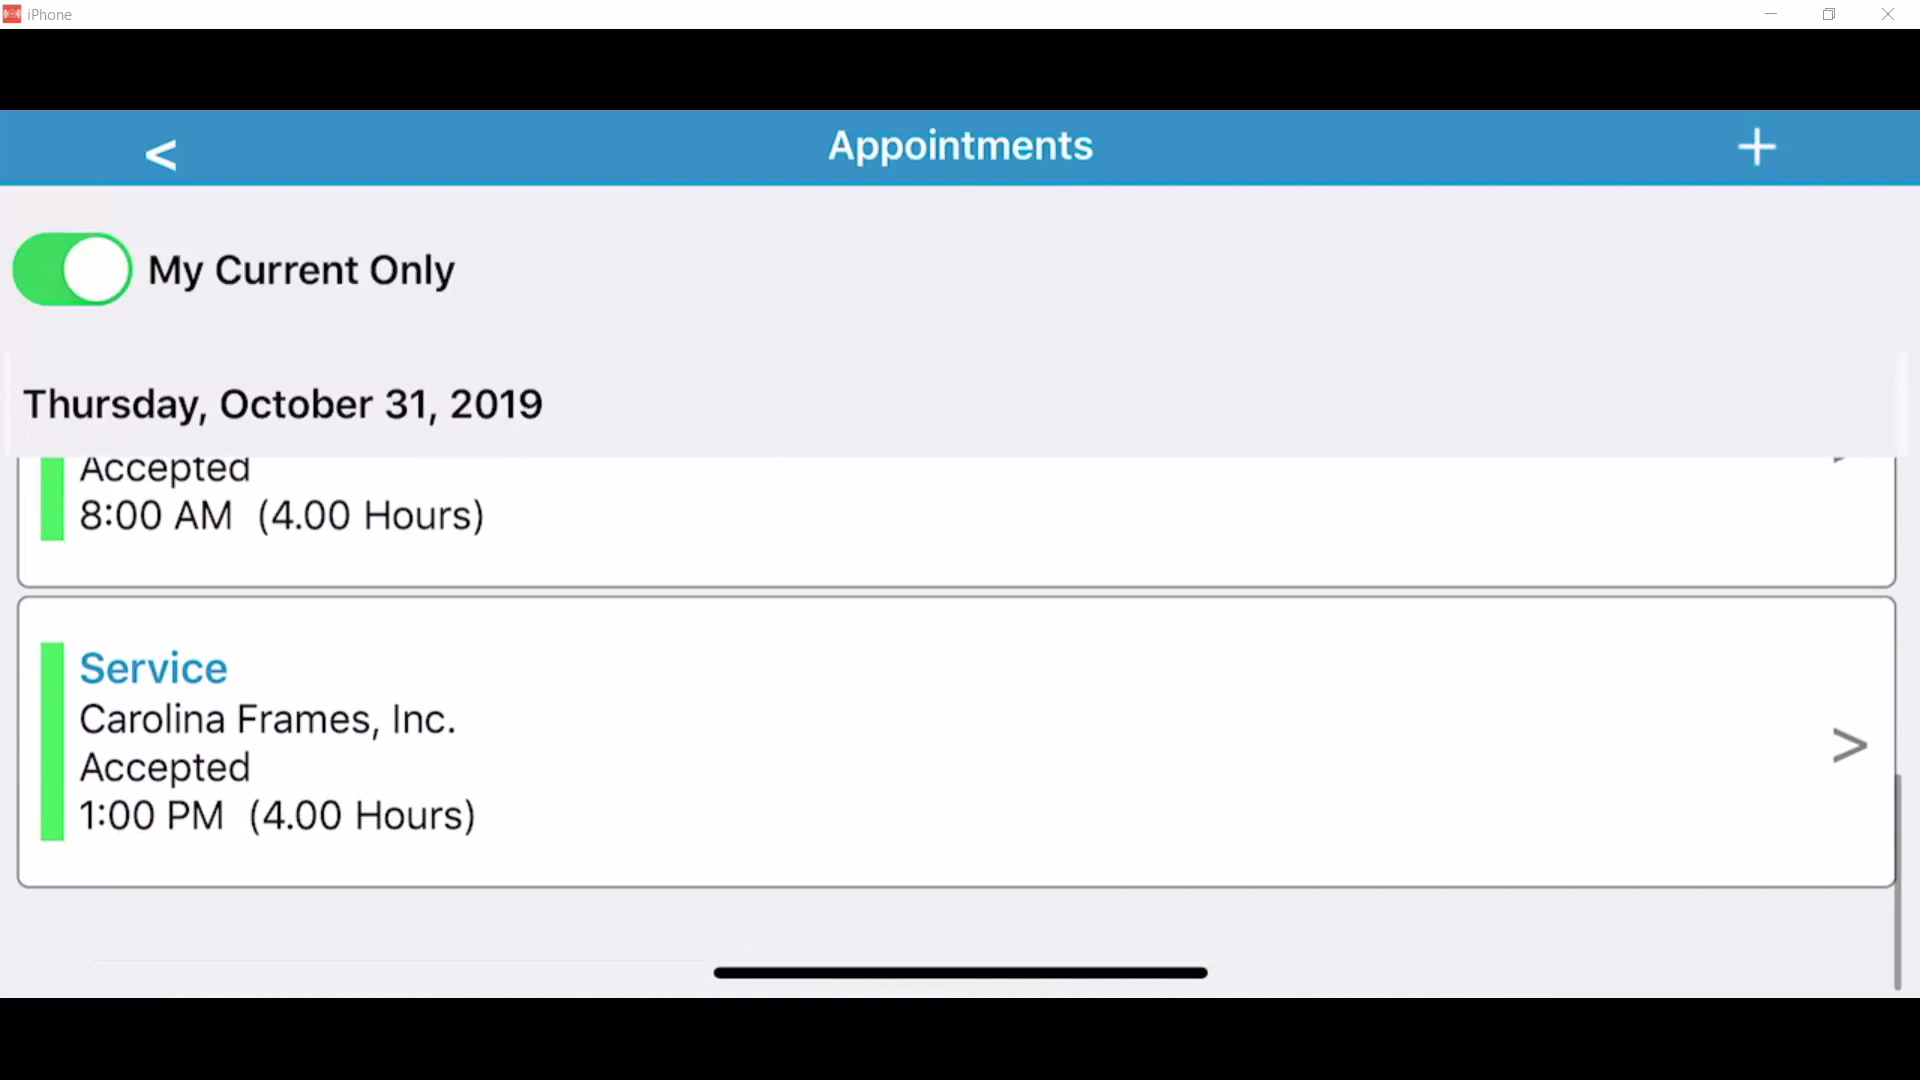 iPhone
<
Appointments
+
My Current Only
Thursday, October 31, 2019
Accepted
8:00 AM (4.00 Hours)
Service
Carolina Frames, Inc.
Accepted
1:00 PM (4.00 Hours)
>